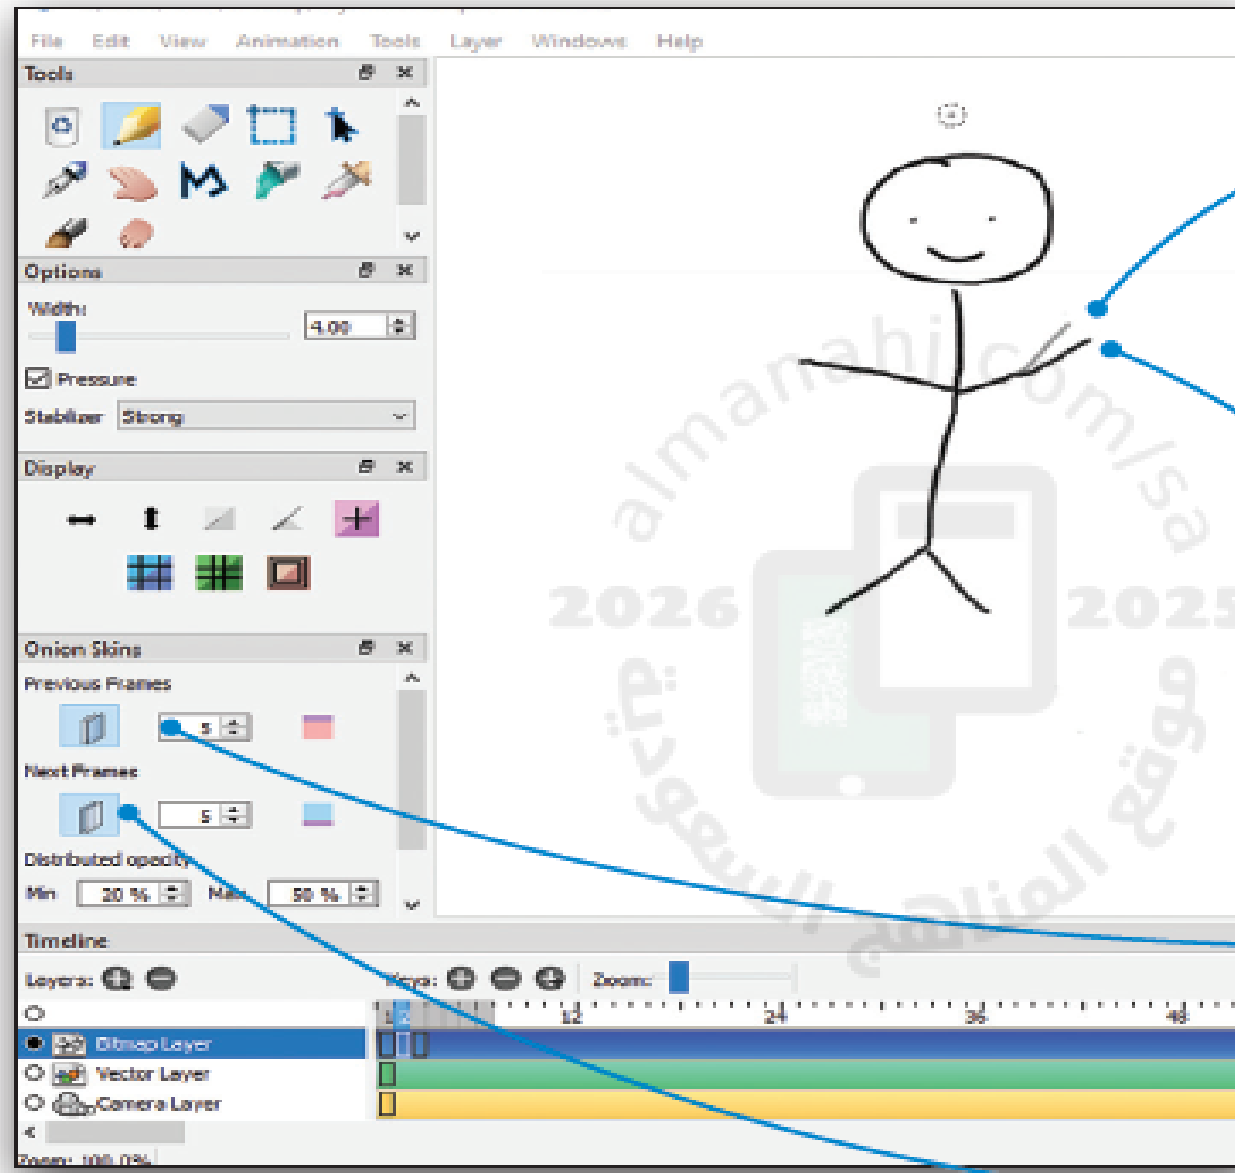 File Edit View Animation Tools Layer Windows Help
Tools
Options
Width:
4.00
Pressure
Stabilizer Strong
Display
Onion Skins
Previous Frames
5
Next Frames
5
Distributed opacity
Min 20 % Max 50 %
Timeline
Layers: Keys: Zoom:
1 2 12 24 36 48
Bitmap Layer
Vector Layer
Camera Layer
Zoom: 100.0%
almanahj.com/sa
2026 2025
موقع المناهج السعودية